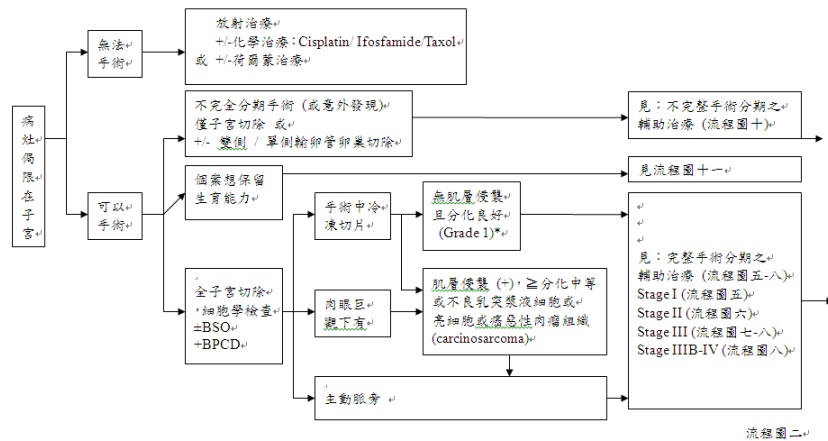 病灶侷限在子宮
無法
手術
可以
手術
放射治療
+/-化學治療：Cisplatin/ Ifosfamide/Taxol
或 +/-荷爾蒙治療
不完全分期手術 (或意外發現)
僅子宮切除 或
+/- 雙側 / 單側輸卵管卵巢切除
個案想保留
生育能力
全子宮切除
,細胞學檢查
±BSO
+BPCD
手術中冷
凍切片
肉眼巨
觀下有
主動脈旁
無肌層侵襲
且分化良好
(Grade 1)*
肌層侵襲 (+), ≧分化中等
或不良乳突漿液細胞或
亮細胞或癌惡性肉瘤組織
(carcinosarcoma)
見：不完整手術分期之
輔助治療 (流程圖十)
見流程圖十一
見：完整手術分期之
輔助治療 (流程圖五-八)
Stage I (流程圖五)
Stage II (流程圖六)
Stage III (流程圖七-八)
Stage IIIB-IV (流程圖八)
流程圖二